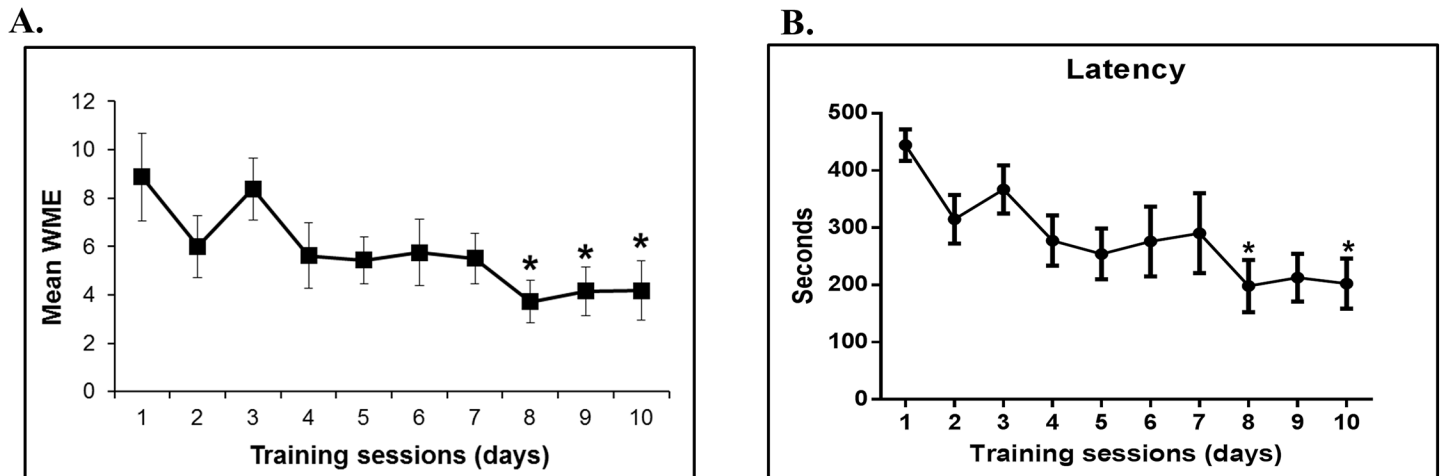 A.
Mean WME
12
10
8
6
4
2
0
*
*
*
1 2 3 4 5 6 7 8 9 10
Training sessions (days)
B.
Latency
Seconds
500
400
300
200
100
0
*
*
1 2 3 4 5 6 7 8 9 10
Training sessions (days)